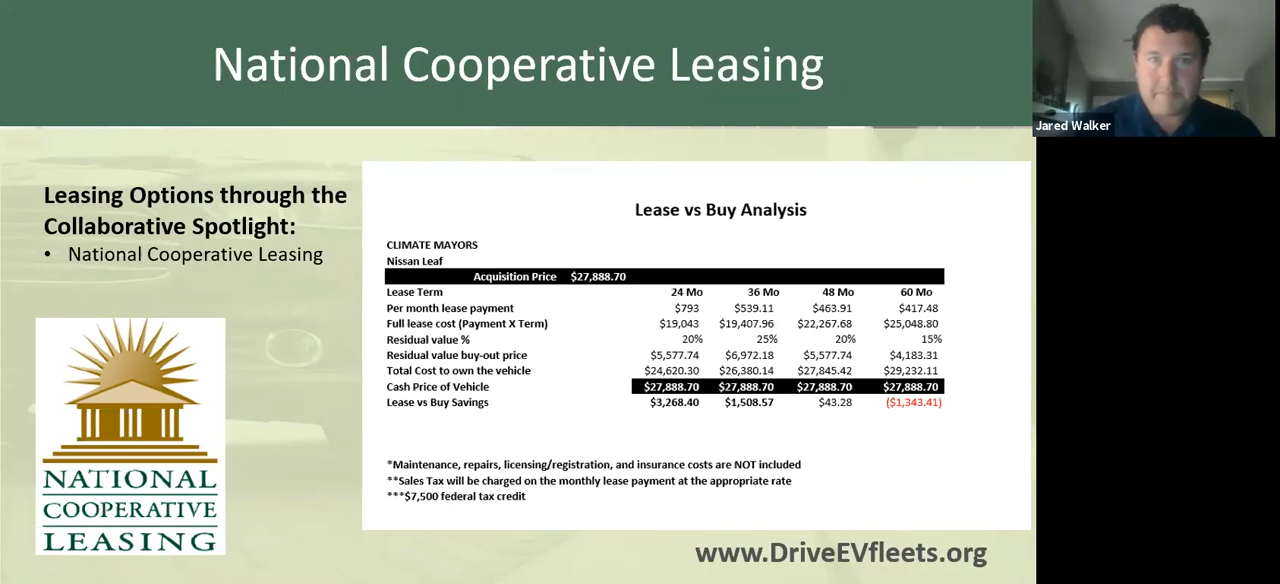 National Cooperative Leasing
Jared Walker
Leasing Options through the
Collaborative Spotlight:
• National Cooperative Leasing
NATIONAL
COOPERATIVE
LEASING
Lease vs Buy Analysis
CLIMATE MAYORS
Nissan Leaf
Acquisition Price $27,888.70
Lease Term 24 Mo 36 Mo 48 Mo 60 Mo
Per month lease payment $793 $539.11 $463.91 $417.48
Full lease cost (Payment X Term) $19,043 $19,407.96 $22,267.68 $25,048.80
Residual value % 20% 25% 20% 15%
Residual value buy-out price $5,577.74 $6,972.18 $5,577.74 $4,183.31
Total Cost to own the vehicle $24,620.30 $26,380.14 $27,845.42 $29,232.11
Cash Price of Vehicle $27,888.70 $27,888.70 $27,888.70 $27,888.70
Lease vs Buy Savings $3,268.40 $1,508.57 $43.28 ($1,343.41)
*Maintenance, repairs, licensing/registration, and insurance costs are NOT included
**Sales Tax will be charged on the monthly lease payment at the appropriate rate
***$7,500 federal tax credit
www.DriveEVfleets.org